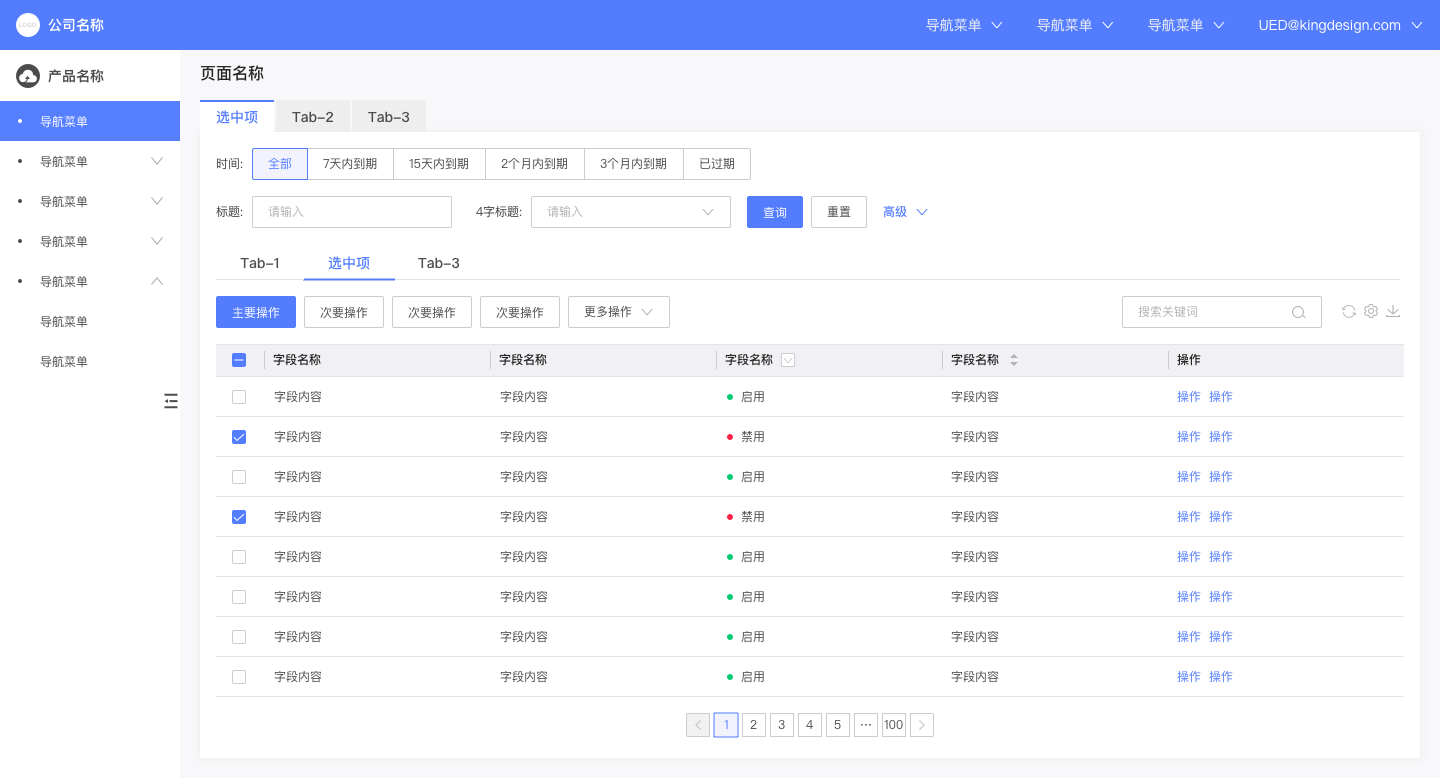 LOGO 公司名称 导航菜单 导航菜单 导航菜单 UED@kingdesign.com
产品名称
导航菜单
导航菜单
导航菜单
导航菜单
导航菜单
导航菜单
导航菜单
页面名称
选中项 Tab-2 Tab-3
时间: 全部 7天内到期 15天内到期 2个月内到期 3个月内到期 已过期
标题: 请输入 4字标题: 请输入 查询 重置 高级
Tab-1 选中项 Tab-3
主要操作 次要操作 次要操作 次要操作 更多操作 搜索关键词
字段名称 字段名称 字段名称 字段名称 操作
字段内容 字段内容 启用 字段内容 操作 操作
字段内容 字段内容 禁用 字段内容 操作 操作
字段内容 字段内容 启用 字段内容 操作 操作
字段内容 字段内容 禁用 字段内容 操作 操作
字段内容 字段内容 启用 字段内容 操作 操作
字段内容 字段内容 启用 字段内容 操作 操作
字段内容 字段内容 启用 字段内容 操作 操作
字段内容 字段内容 启用 字段内容 操作 操作
1 2 3 4 5 ··· 100